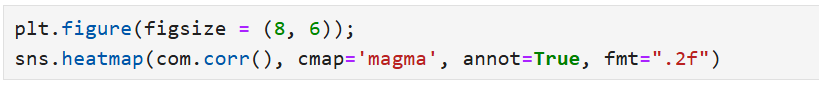 plt.figure(figsize = (8, 6));
sns.heatmap(com.corr(), cmap='magma', annot=True, fmt=".2f")